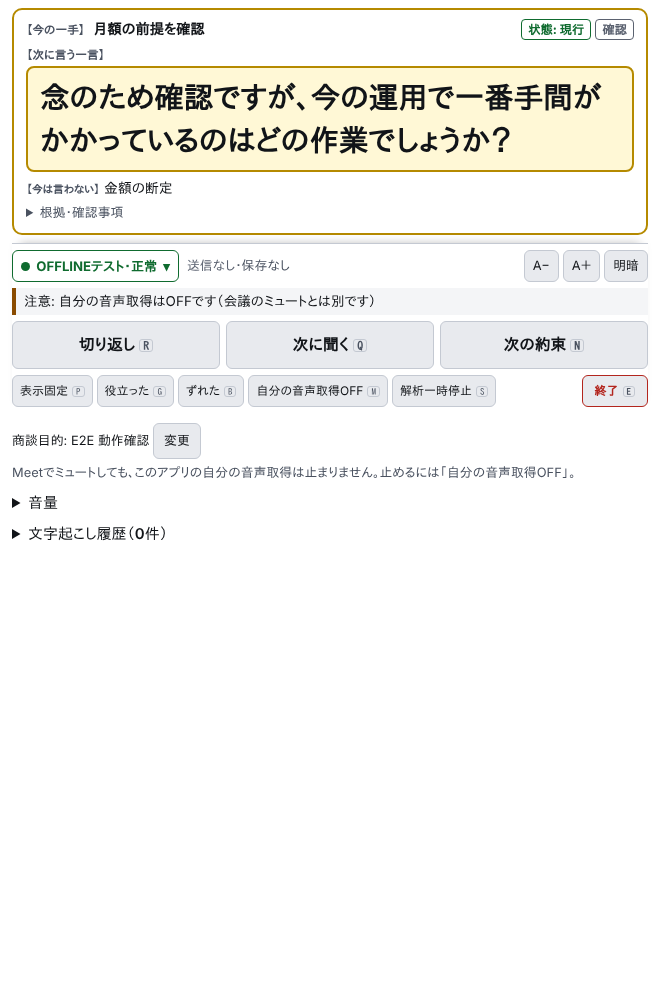 【今の一手】 月額の前提を確認 状態: 現行 確認
【次に言う一言】
念のため確認ですが、今の運用で一番手間が
かかっているのはどの作業でしょうか？
【今は言わない】 金額の断定
▶ 根拠・確認事項
● OFFLINEテスト・正常 ▼ 送信なし・保存なし A− A＋ 明暗
注意: 自分の音声取得はOFFです（会議のミュートとは別です）
切り返し R 次に聞く Q 次の約束 N
表示固定 P 役立った G ずれた B 自分の音声取得OFF M 解析一時停止 S 終了 E
商談目的: E2E 動作確認 変更
Meetでミュートしても、このアプリの自分の音声取得は止まりません。止めるには「自分の音声取得OFF」。
▶ 音量
▶ 文字起こし履歴（0件）